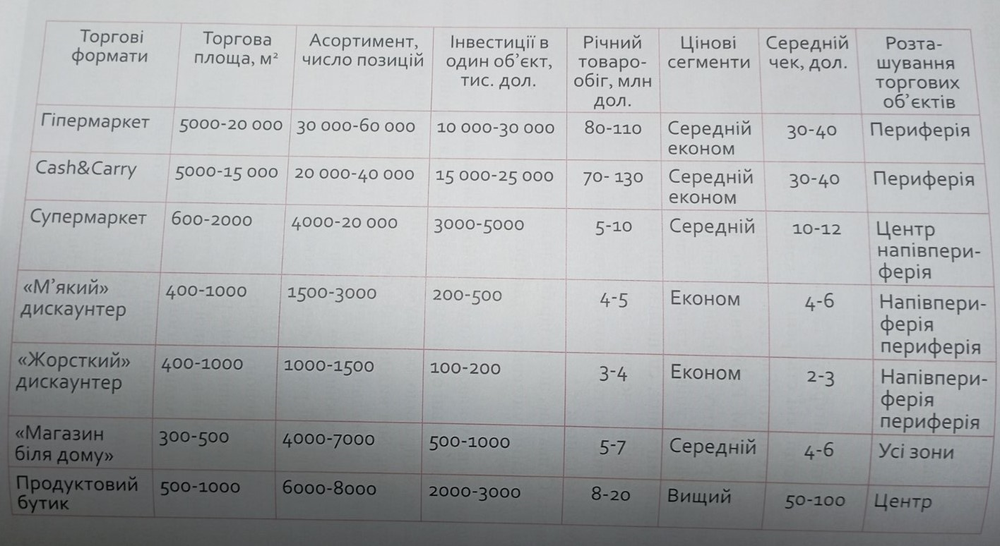 Торгові формати | Торгова площа, м² | Асортимент, число позицій | Інвестиції в один об’єкт, тис. дол. | Річний товаро-обіг, млн дол. | Цінові сегменти | Середній чек, дол. | Розта-шування торгових об’єктів
Гіпермаркет | 5000-20 000 | 30 000-60 000 | 10 000-30 000 | 80-110 | Середній економ | 30-40 | Периферія
Cash&Carry | 5000-15 000 | 20 000-40 000 | 15 000-25 000 | 70- 130 | Середній економ | 30-40 | Периферія
Супермаркет | 600-2000 | 4000-20 000 | 3000-5000 | 5-10 | Середній | 10-12 | Центр напівпери-ферія
«М’який» дискаунтер | 400-1000 | 1500-3000 | 200-500 | 4-5 | Економ | 4-6 | Напівпери-ферія периферія
«Жорсткий» дискаунтер | 400-1000 | 1000-1500 | 100-200 | 3-4 | Економ | 2-3 | Напівпери-ферія периферія
«Магазин біля дому» | 300-500 | 4000-7000 | 500-1000 | 5-7 | Середній | 4-6 | Усі зони
Продуктовий бутик | 500-1000 | 6000-8000 | 2000-3000 | 8-20 | Вищий | 50-100 | Центр